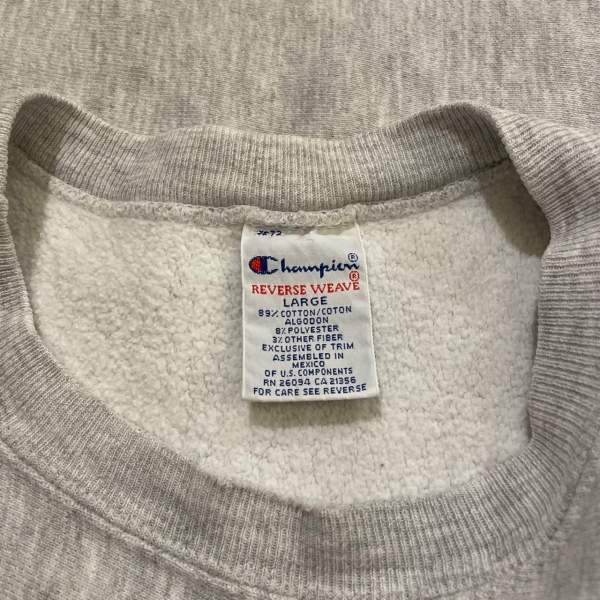 Champion®
REVERSE WEAVE®
LARGE
89% COTTON/COTON
ALGODON
8% POLYESTER
3% OTHER FIBER
EXCLUSIVE OF TRIM
ASSEMBLED IN
MEXICO
OF U.S. COMPONENTS
RN 26094 CA 21356
FOR CARE SEE REVERSE